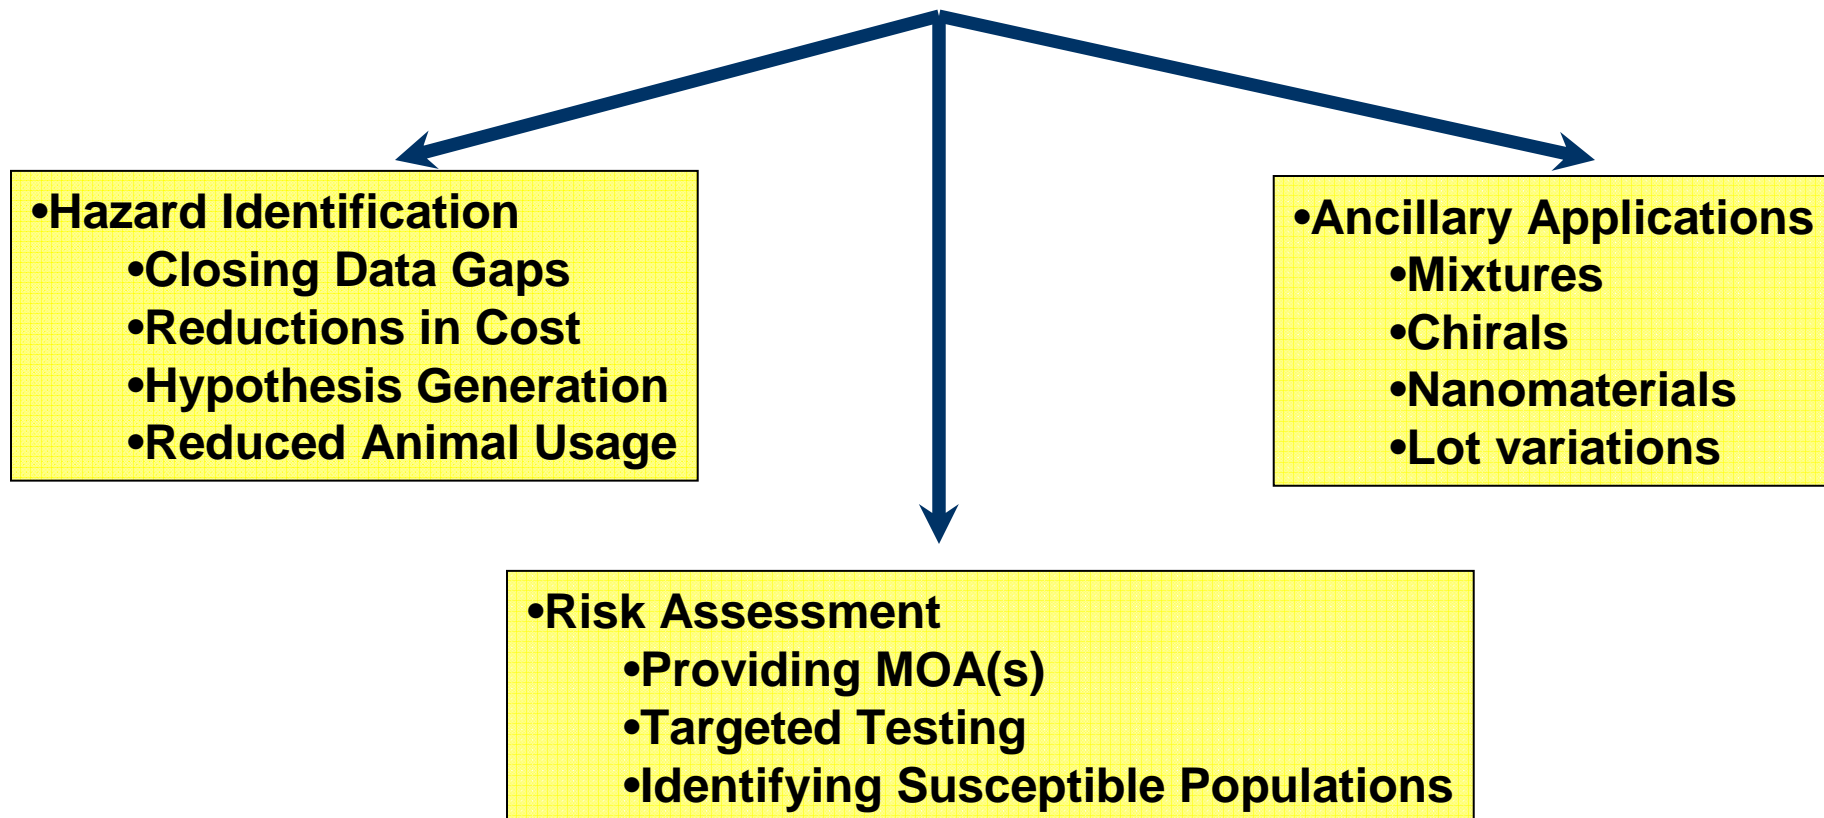 •Hazard Identification
•Closing Data Gaps
•Reductions in Cost
•Hypothesis Generation
•Reduced Animal Usage
•Ancillary Applications
•Mixtures
•Chirals
•Nanomaterials
•Lot variations
•Risk Assessment
•Providing MOA(s)
•Targeted Testing
•Identifying Susceptible Populations